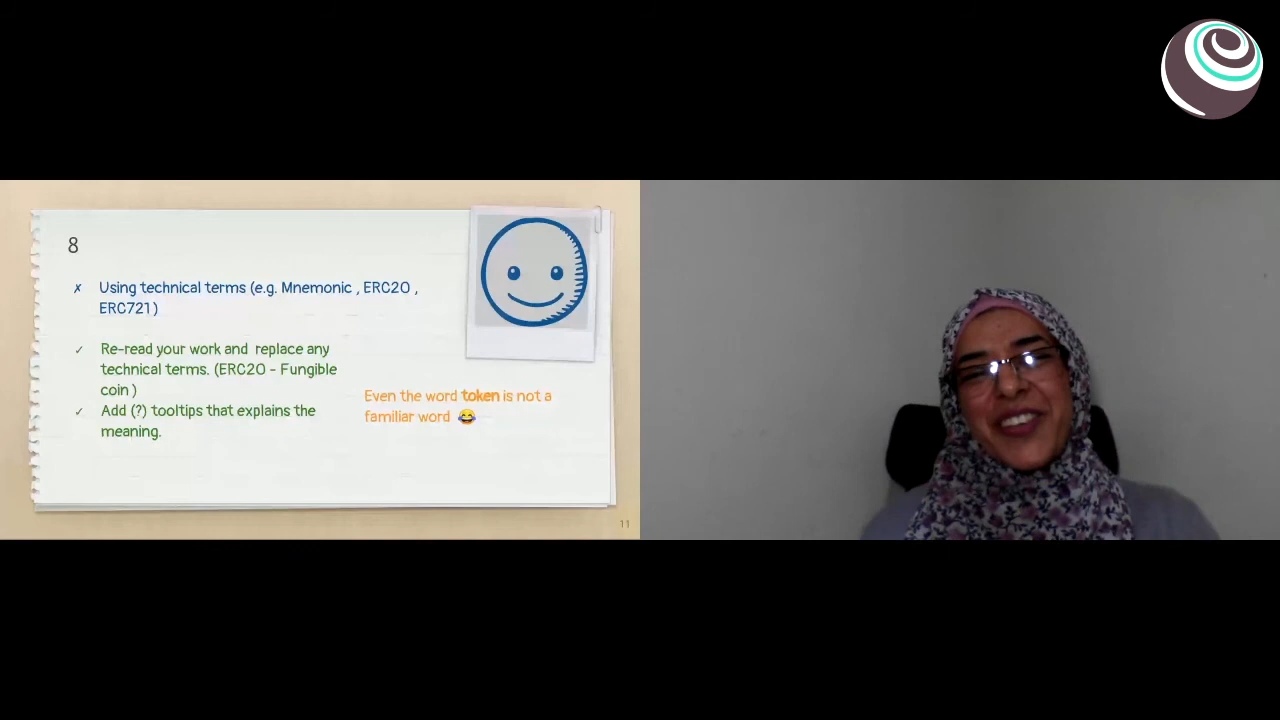 8
✗ Using technical terms (e.g. Mnemonic , ERC20 ,
ERC721)
✓ Re-read your work and replace any
technical terms. (ERC20 - Fungible
coin )
✓ Add (?) tooltips that explains the
meaning.
Even the word token is not a
familiar word 😂
11